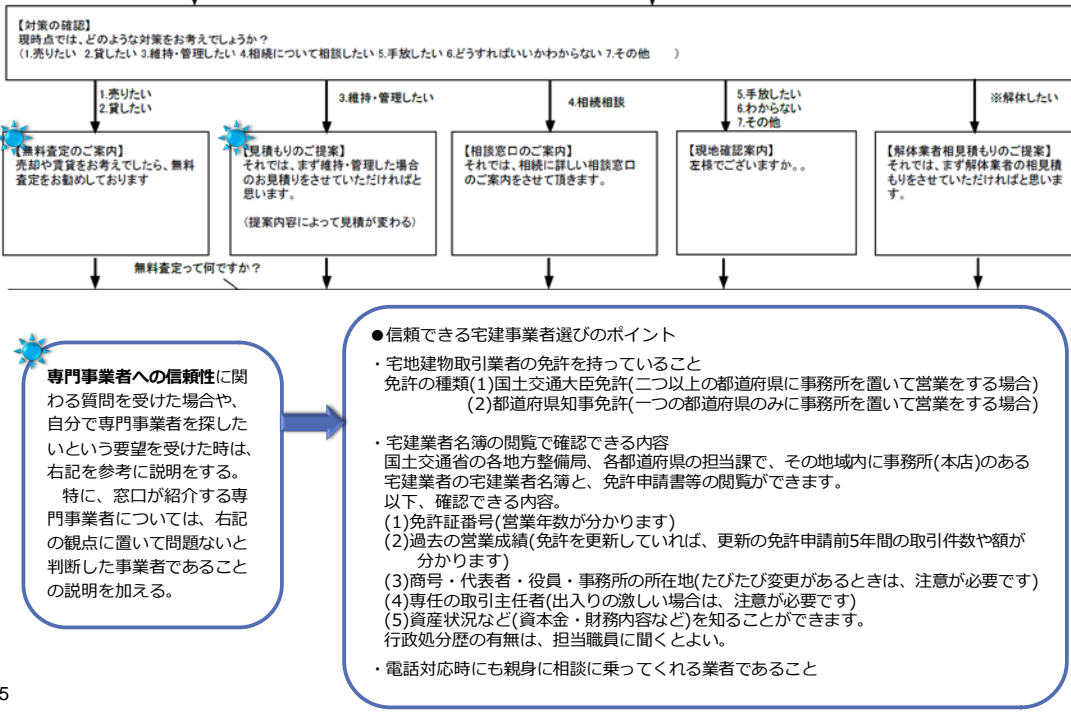 【対策の確認】
現時点では、どのような対策をお考えでしょうか？
（1.売りたい 2.貸したい 3.維持・管理したい 4.相続について相談したい 5.手放したい 6.どうすればいいかわからない 7.その他　　）
1.売りたい
2.貸したい
3.維持・管理したい
4.相続相談
5.手放したい
6.わからない
7.その他
※解体したい
【無料査定のご案内】
売却や賃貸をお考えでしたら、無料
査定をお勧めしております
【見積もりのご提案】
それでは、まず維持・管理した場合
のお見積りをさせていただければと
思います。
（提案内容によって見積が変わる）
【相談窓口のご案内】
それでは、相続に詳しい相談窓口
のご案内をさせて頂きます。
【現地確認案内】
左様でございますか。。
【解体業者相見積もりのご提案】
それでは、まず解体業者の相見積
もりをさせていただければと思いま
す。
無料査定って何ですか？
専門事業者への信頼性に関
わる質問を受けた場合や、
自分で専門事業者を探した
いという要望を受けた時は、
右記を参考に説明をする。
　特に、窓口が紹介する専
門事業者については、右記
の観点に置いて問題ないと
判断した事業者であること
の説明を加える。
●信頼できる宅建事業者選びのポイント
・宅地建物取引業者の免許を持っていること
免許の種類(1)国土交通大臣免許(二つ以上の都道府県に事務所を置いて営業をする場合)
(2)都道府県知事免許(一つの都道府県のみに事務所を置いて営業をする場合)
・宅建業者名簿の閲覧で確認できる内容
国土交通省の各地方整備局、各都道府県の担当課で、その地域内に事務所(本店)のある
宅建業者の宅建業者名簿と、免許申請書等の閲覧ができます。
以下、確認できる内容。
(1)免許証番号(営業年数が分かります)
(2)過去の営業成績(免許を更新していれば、更新の免許申請前5年間の取引件数や額が
分かります)
(3)商号・代表者・役員・事務所の所在地(たびたび変更があるときは、注意が必要です)
(4)専任の取引主任者(出入りの激しい場合は、注意が必要です)
(5)資産状況など(資本金・財務内容など)を知ることができます。
行政処分歴の有無は、担当職員に聞くとよい。
・電話対応時にも親身に相談に乗ってくれる業者であること
5